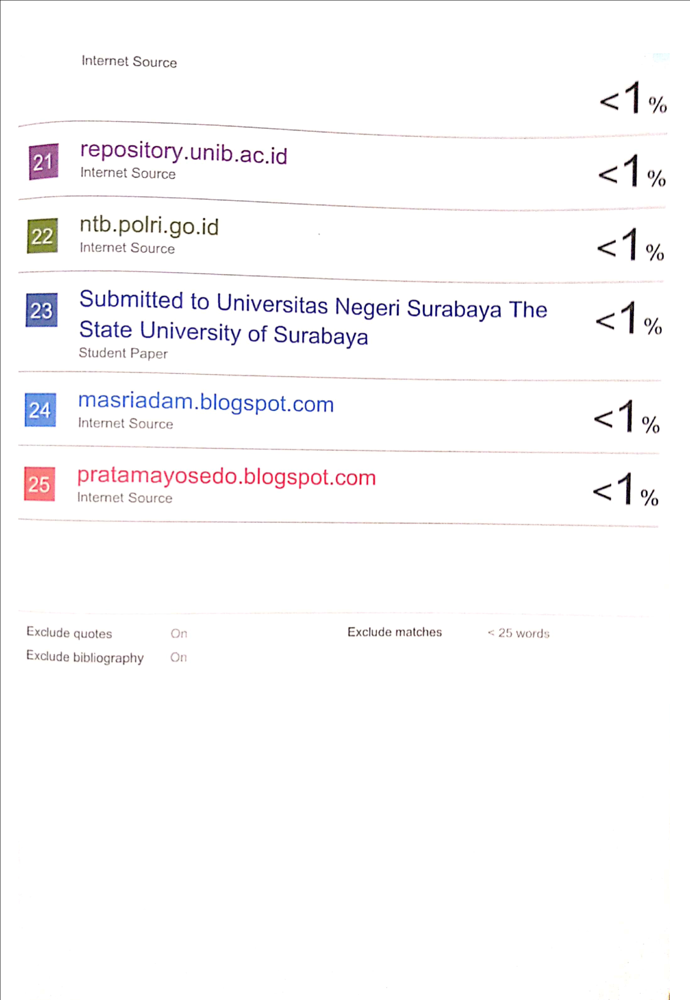 Internet Source
<1%
21 repository.unib.ac.id <1%
Internet Source
22 ntb.polri.go.id <1%
Internet Source
23 Submitted to Universitas Negeri Surabaya The <1%
State University of Surabaya
Student Paper
24 masriadam.blogspot.com <1%
Internet Source
25 pratamayosedo.blogspot.com <1%
Internet Source
Exclude quotes On Exclude matches < 25 words
Exclude bibliography On